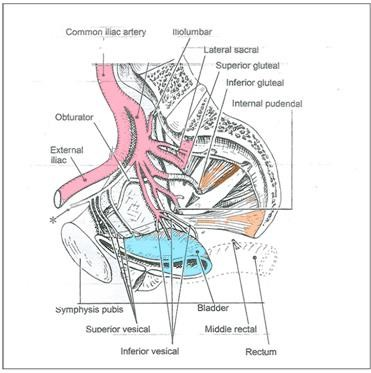 Common iliac artery
Iliolumbar
Lateral sacral
Superior gluteal
Inferior gluteal
Internal pudendal
Obturator
External
iliac
*
Symphysis pubis
Bladder
Superior vesical
Middle rectal
Inferior vesical
Rectum